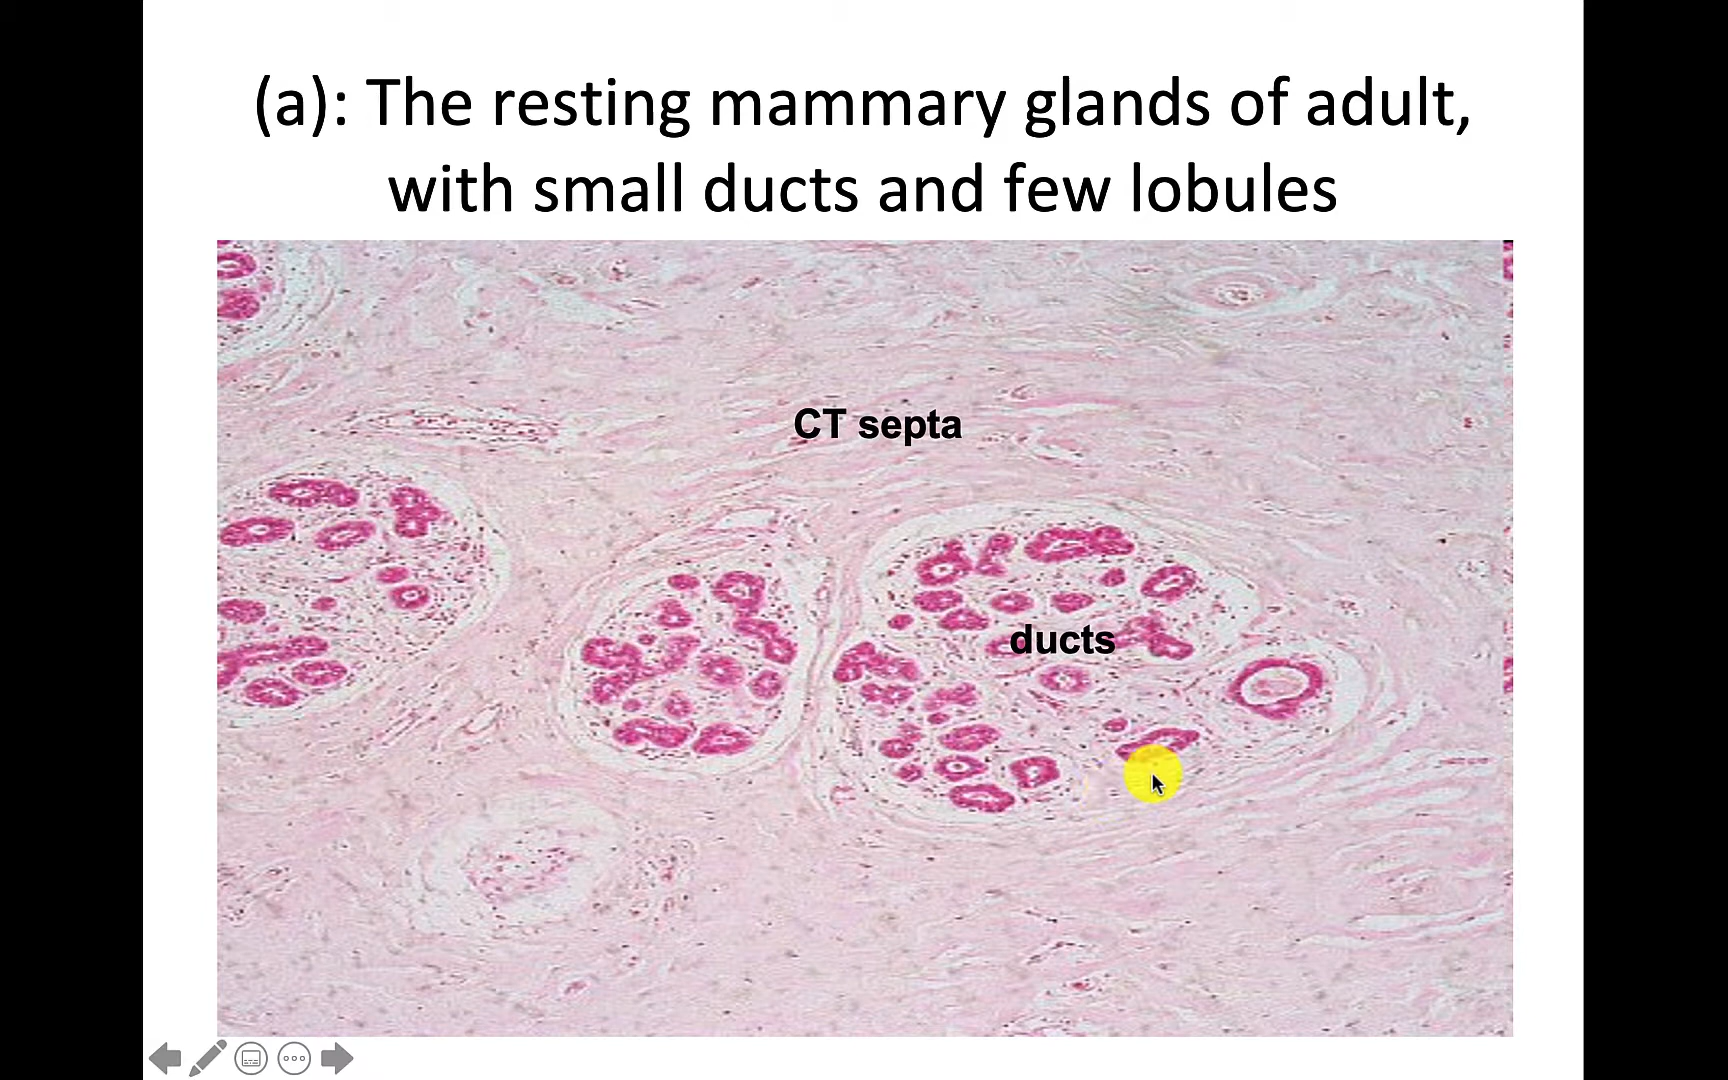 (a): The resting mammary glands of adult,
with small ducts and few lobules
CT septa
ducts